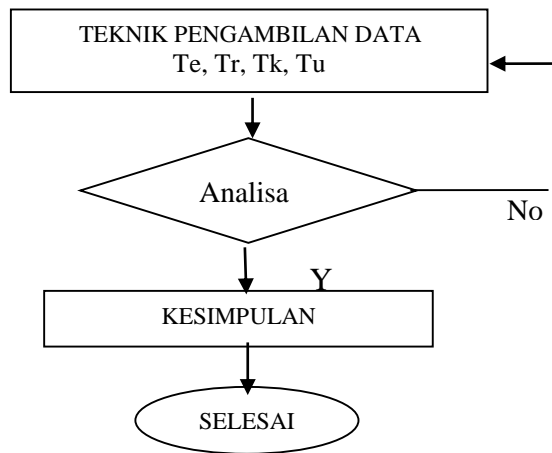 TEKNIK PENGAMBILAN DATA
Te, Tr, Tk, Tu
Analisa
No
Y
KESIMPULAN
SELESAI